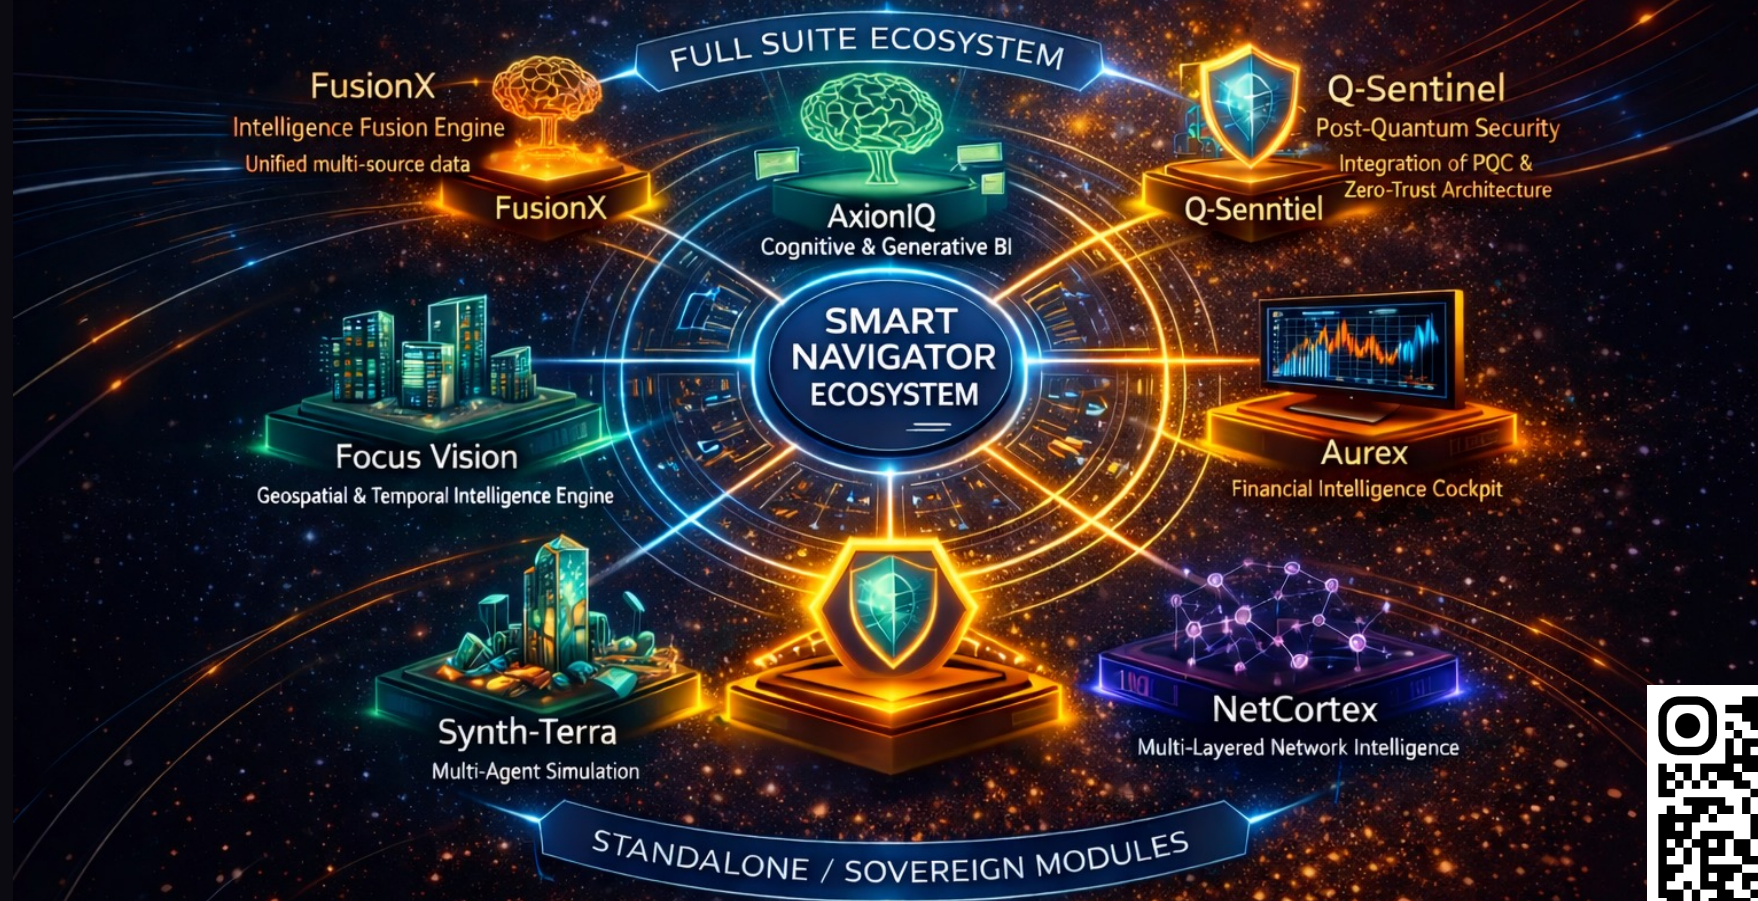 FULL SUITE ECOSYSTEM
FusionX
Intelligence Fusion Engine
Unified multi-source data
FusionX
AxionIQ
Cognitive & Generative BI
Q-Sentinel
Post-Quantum Security
Integration of PQC &
Zero-Trust Architecture
Q-Senntiel
SMART
NAVIGATOR
ECOSYSTEM
Focus Vision
Geospatial & Temporal Intelligence Engine
Aurex
Financial Intelligence Cockpit
Synth-Terra
Multi-Agent Simulation
NetCortex
Multi-Layered Network Intelligence
STANDALONE / SOVEREIGN MODULES